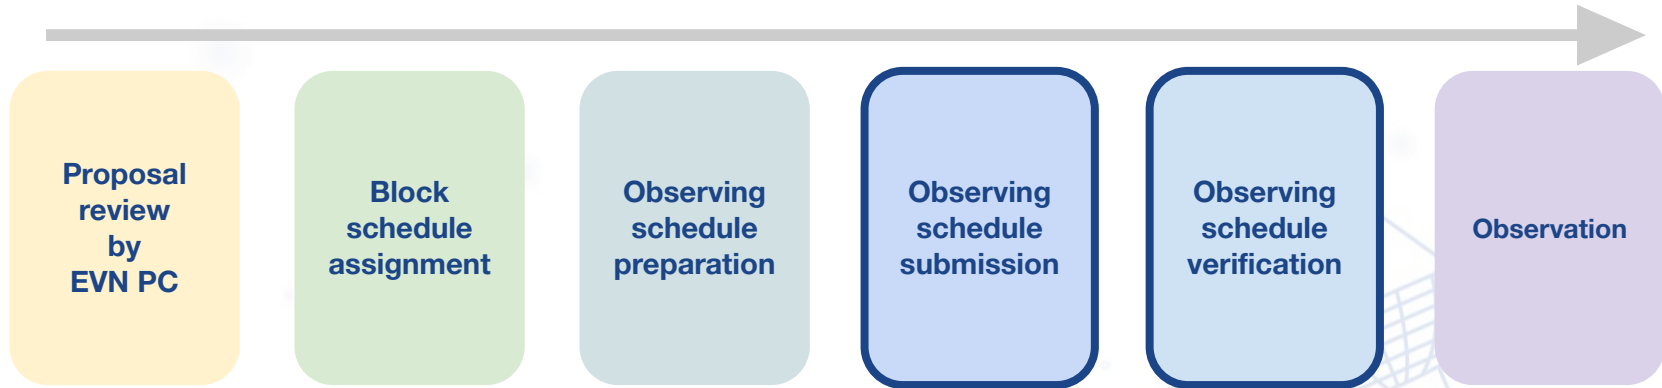 Proposal
review
by
EVN PC
Block
schedule
assignment
Observing
schedule
preparation
Observing
schedule
submission
Observing
schedule
verification
Observation